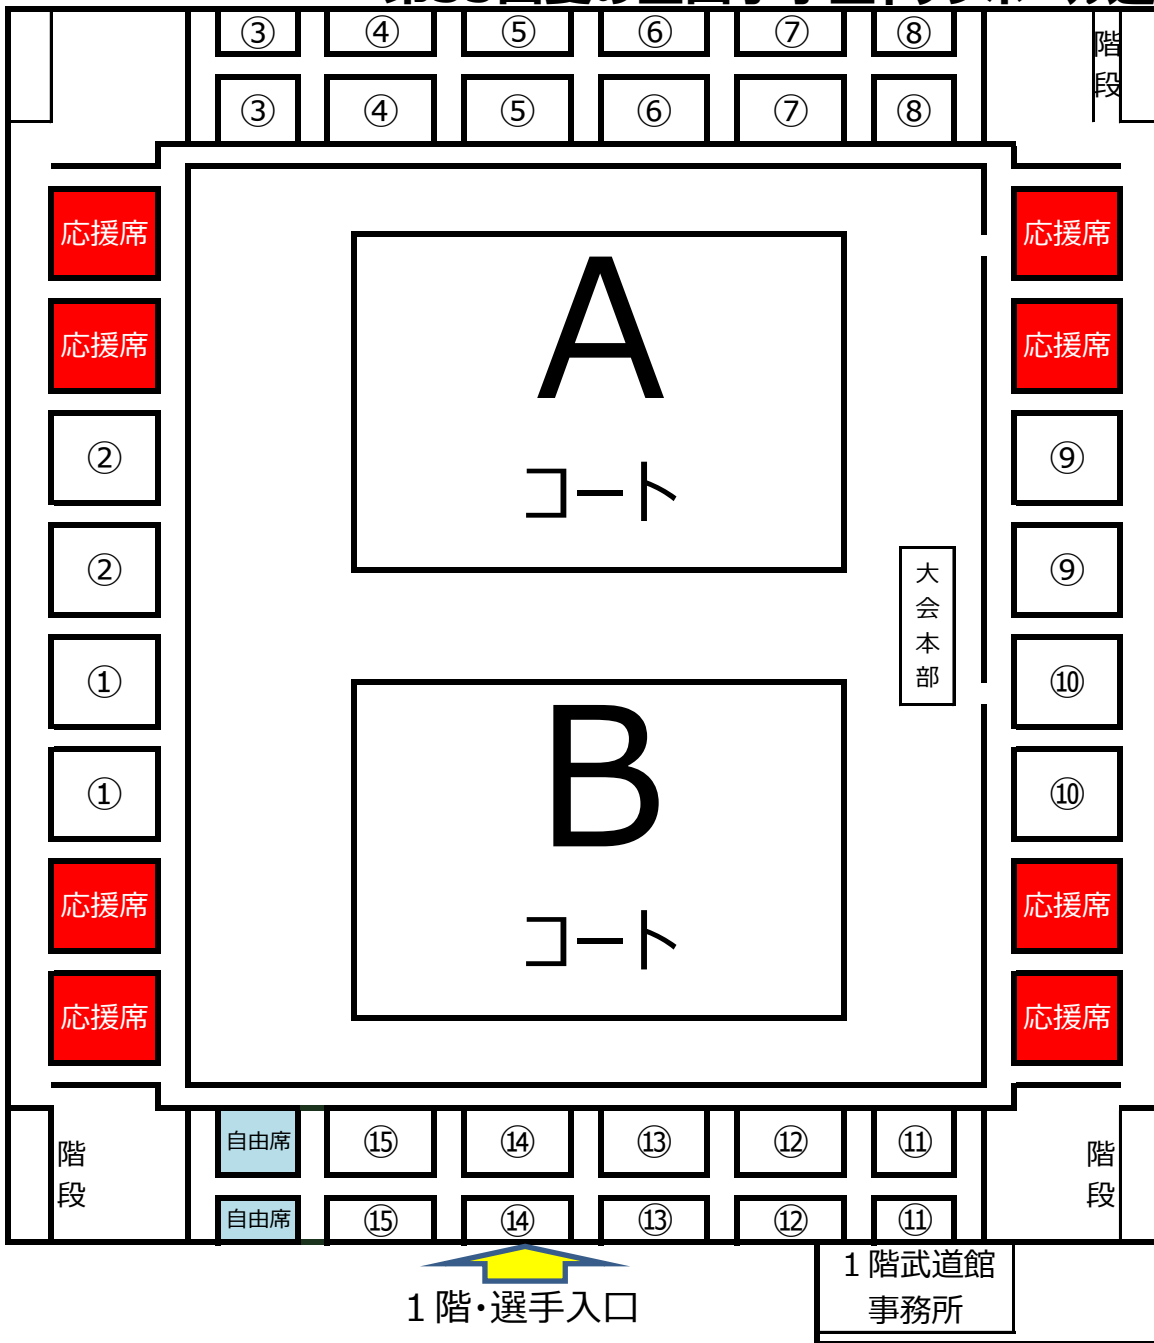 ③ ④ ⑤ ⑥ ⑦ ⑧
階段
③ ④ ⑤ ⑥ ⑦ ⑧
応援席 応援席
応援席 応援席
A
コート
② ⑨
② ⑨
大会本部
① ⑩
① ⑩
B
コート
応援席 応援席
応援席 応援席
自由席 ⑮ ⑭ ⑬ ⑫ ⑪
階段 階段
自由席 ⑮ ⑭ ⑬ ⑫ ⑪
1階・選手入口
1階武道館
事務所